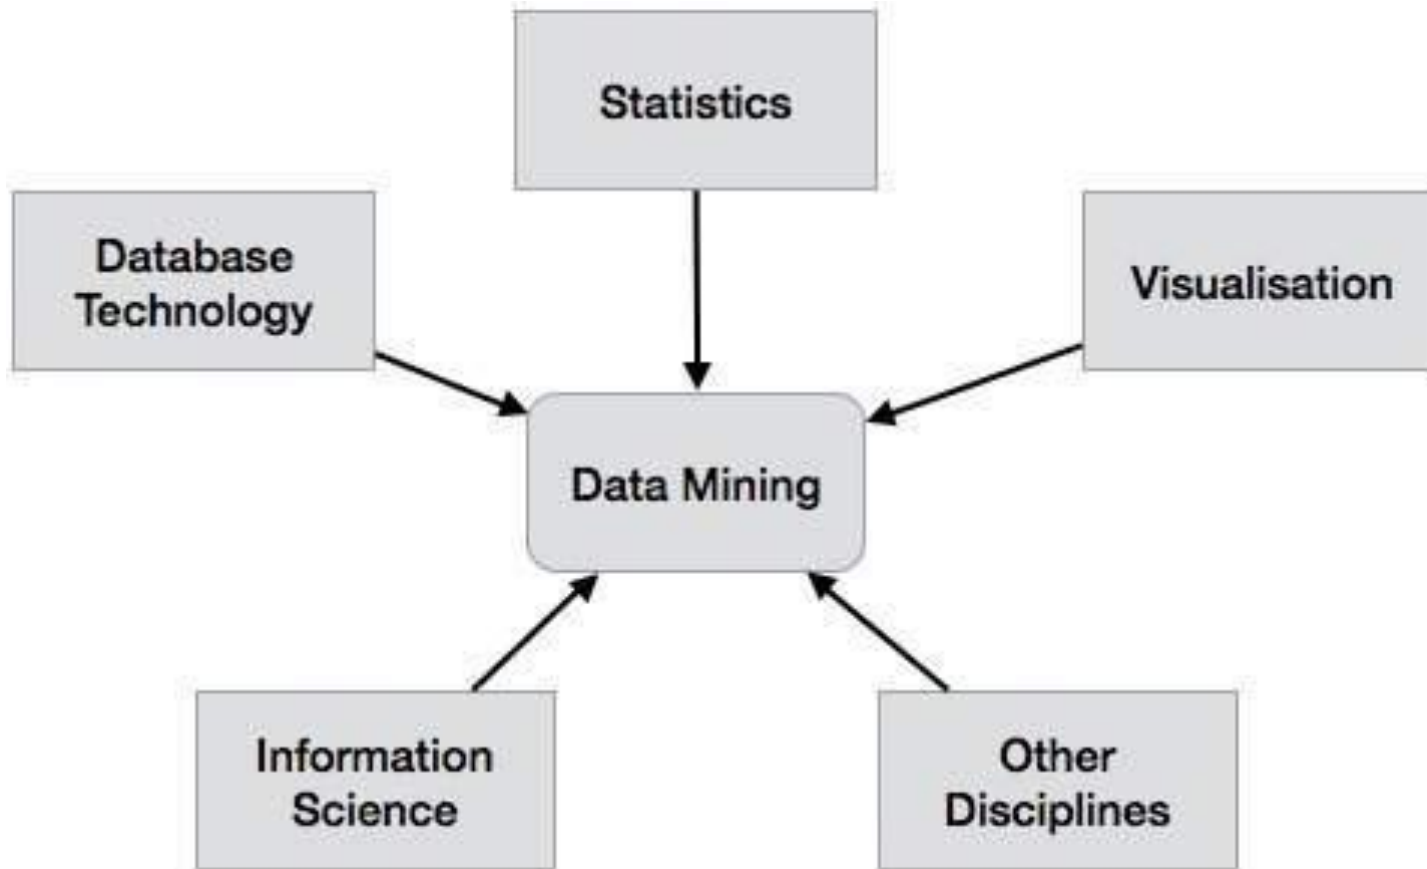 Statistics
Database
Technology
Visualisation
Data Mining
Information
Science
Other
Disciplines